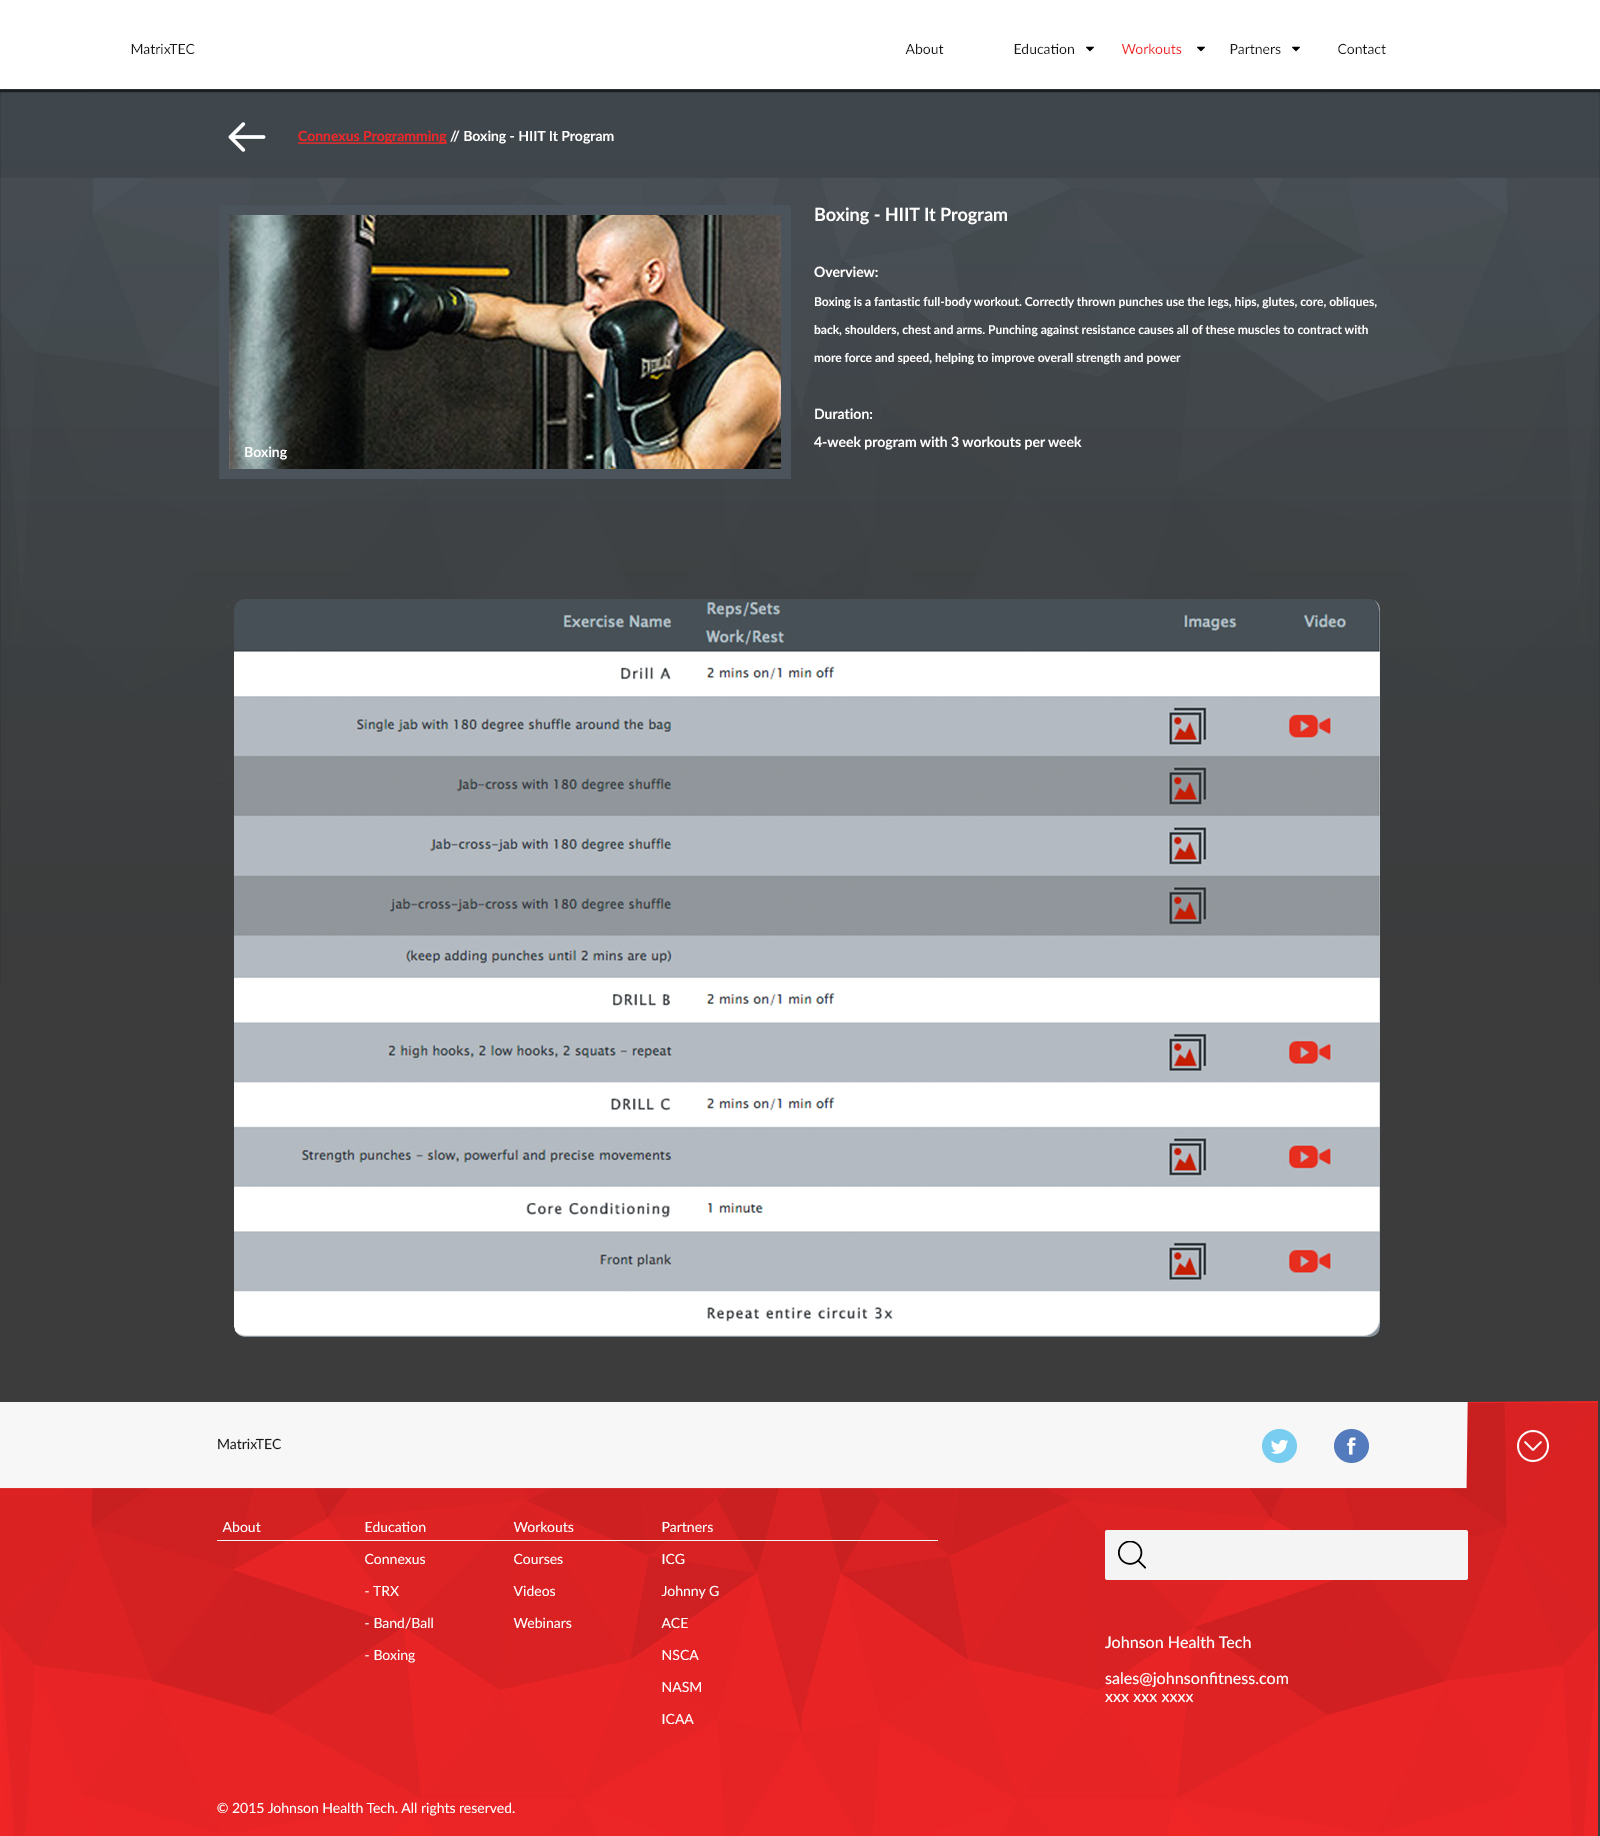 MatrixTEC
About
Education
Workouts
Partners
Contact
Connexus Programming // Boxing - HIIT It Program
EVERLAST
Boxing
Boxing - HIIT It Program
Overview:
Boxing is a fantastic full-body workout. Correctly thrown punches use the legs, hips, glutes, core, obliques,
back, shoulders, chest and arms. Punching against resistance causes all of these muscles to contract with
more force and speed, helping to improve overall strength and power
Duration:
4-week program with 3 workouts per week
Exercise Name
Reps/Sets
Work/Rest
Images
Video
Drill A
2 mins on/1 min off
Single jab with 180 degree shuffle around the bag
Jab-cross with 180 degree shuffle
Jab-cross-jab with 180 degree shuffle
jab-cross-jab-cross with 180 degree shuffle
(keep adding punches until 2 mins are up)
DRILL B
2 mins on/1 min off
2 high hooks, 2 low hooks, 2 squats - repeat
DRILL C
2 mins on/1 min off
Strength punches - slow, powerful and precise movements
Core Conditioning
1 minute
Front plank
Repeat entire circuit 3x
MatrixTEC
About
Education
Workouts
Partners
Connexus
Courses
ICG
- TRX
Videos
Johnny G
- Band/Ball
Webinars
ACE
- Boxing
NSCA
NASM
ICAA
Johnson Health Tech
sales@johnsonfitness.com
xxx xxx xxxx
© 2015 Johnson Health Tech. All rights reserved.